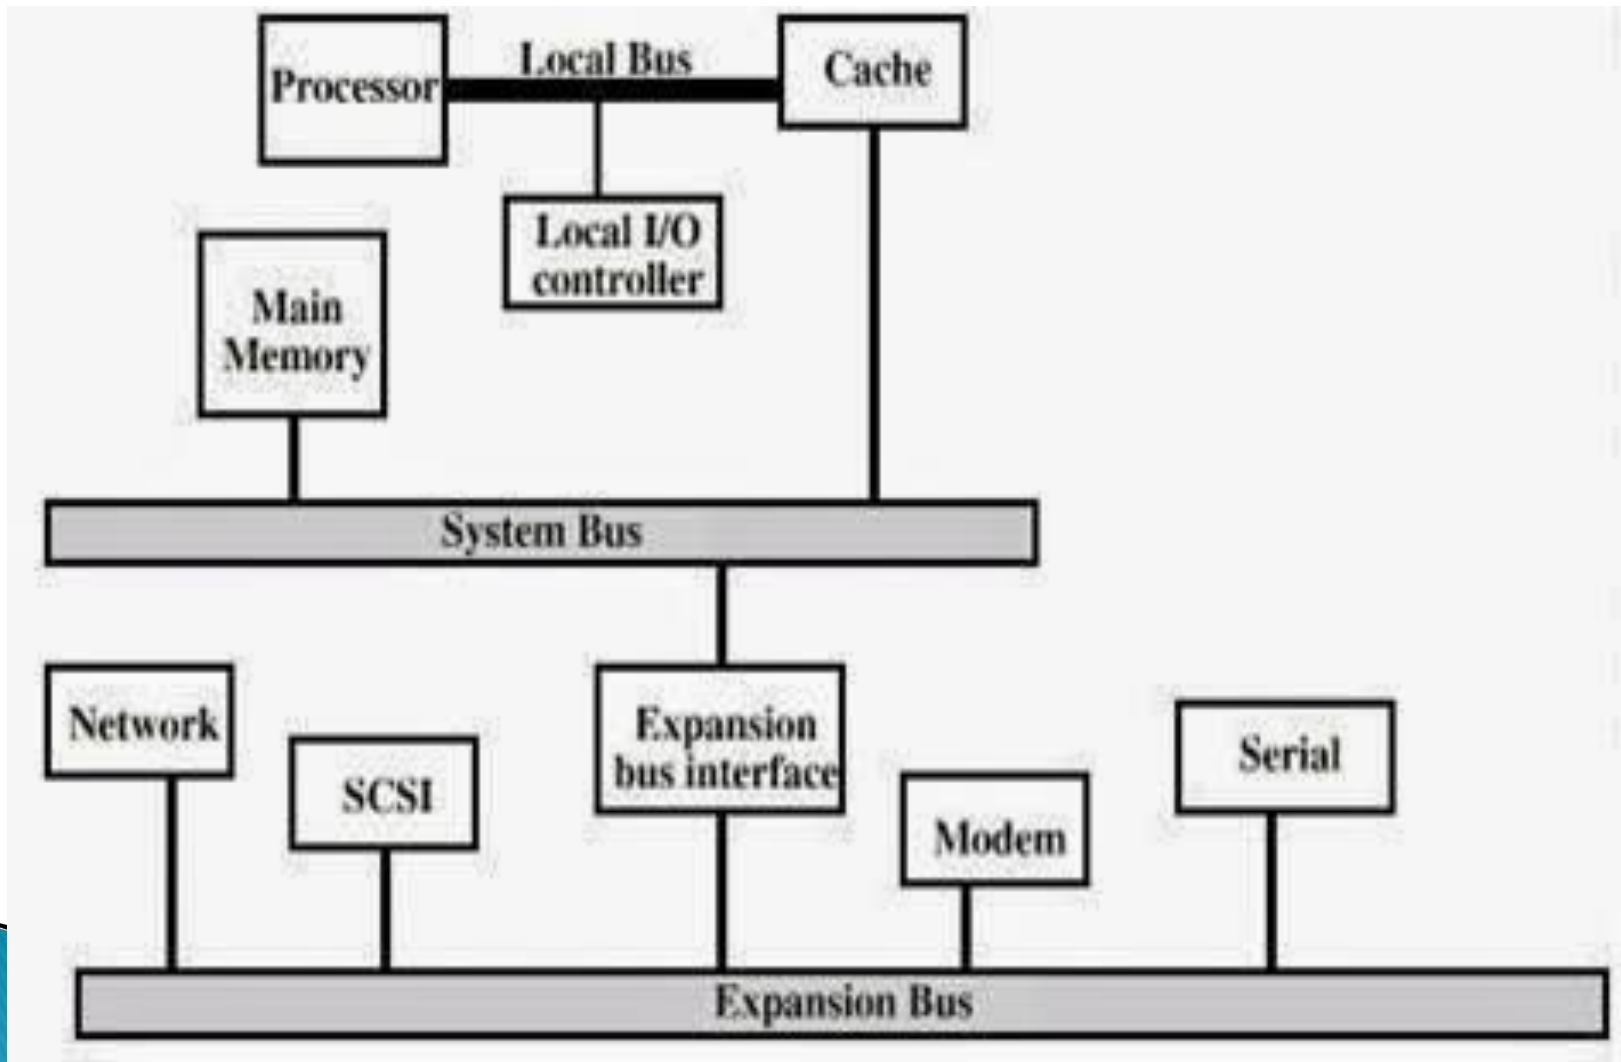 Processor
Local Bus
Cache
Local I/O
controller
Main
Memory
System Bus
Network
SCSI
Expansion
bus interface
Modem
Serial
Expansion Bus